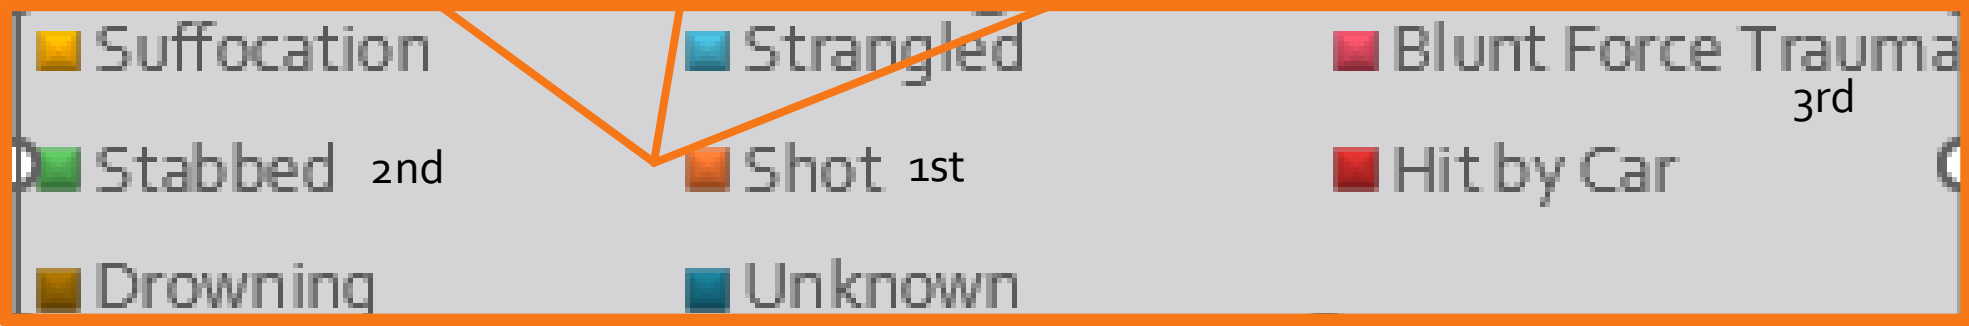 Suffocation Strangled Blunt Force Trauma
3rd
Stabbed 2nd Shot 1st Hit by Car
Drowning Unknown